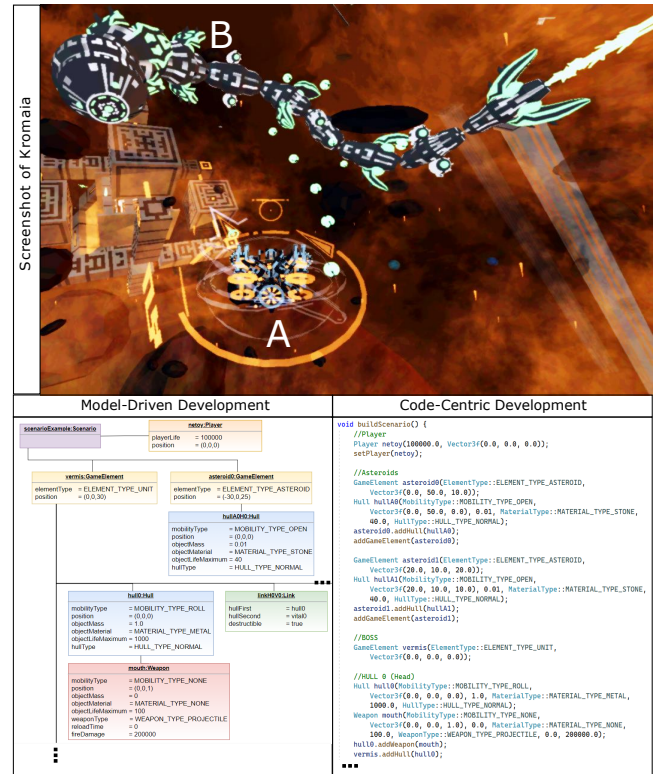 Screenshot of Kromaia
B
A
Model-Driven Development
scenarioExample:Scenario
netoy:Player
playerLife = 100000
position = (0,0,0)
vermis:GameElement
elementType = ELEMENT_TYPE_UNIT
position = (0,0,30)
asteroid0:GameElement
elementType = ELEMENT_TYPE_ASTEROID
position = (-30,0,25)
hullA0H0:Hull
mobilityType = MOBILITY_TYPE_OPEN
position = (0,0,0)
objectMass = 0.01
objectMaterial = MATERIAL_TYPE_STONE
objectLifeMaximum = 40
hullType = HULL_TYPE_NORMAL
hull0:Hull
mobilityType = MOBILITY_TYPE_ROLL
position = (0,0,0)
objectMass = 1.0
objectMaterial = MATERIAL_TYPE_METAL
objectLifeMaximum = 1000
hullType = HULL_TYPE_NORMAL
linkH0V0:Link
hullFirst = hull0
hullSecond = vital0
destructible = true
mouth:Weapon
mobilityType = MOBILITY_TYPE_NONE
position = (0,0,1)
objectMass = 0
objectMaterial = MATERIAL_TYPE_NONE
objectLifeMaximum = 100
weaponType = WEAPON_TYPE_PROJECTILE
reloadTime = 0
fireDamage = 200000
Code-Centric Development
void buildScenario() {
//Player
Player netoy(100000.0, Vector3f(0.0, 0.0, 0.0));
setPlayer(netoy);
//Asteroids
GameElement asteroid0(ElementType::ELEMENT_TYPE_ASTEROID,
Vector3f(0.0, 50.0, 10.0));
Hull hullA0(MobilityType::MOBILITY_TYPE_OPEN,
Vector3f(0.0, 50.0, 0.0), 0.01, MaterialType::MATERIAL_TYPE_STONE,
40.0, HullType::HULL_TYPE_NORMAL);
asteroid0.addHull(hullA0);
addGameElement(asteroid0);
GameElement asteroid1(ElementType::ELEMENT_TYPE_ASTEROID,
Vector3f(20.0, 10.0, 20.0));
Hull hullA1(MobilityType::MOBILITY_TYPE_OPEN,
Vector3f(20.0, 10.0, 10.0), 0.01, MaterialType::MATERIAL_TYPE_STONE,
40.0, HullType::HULL_TYPE_NORMAL);
asteroid1.addHull(hullA1);
addGameElement(asteroid1);
//BOSS
GameElement vermis(ElementType::ELEMENT_TYPE_UNIT,
Vector3f(0.0, 0.0, 0.0));
//HULL 0 (Head)
Hull hull0(MobilityType::MOBILITY_TYPE_ROLL,
Vector3f(0.0, 0.0, 0.0), 1.0, MaterialType::MATERIAL_TYPE_METAL,
1000.0, HullType::HULL_TYPE_NORMAL);
Weapon mouth(MobilityType::MOBILITY_TYPE_NONE,
Vector3f(0.0, 0.0, 1.0), 0.0, MaterialType::MATERIAL_TYPE_NONE,
100.0, WeaponType::WEAPON_TYPE_PROJECTILE, 0.0, 200000.0);
hull0.addWeapon(mouth);
vermis.addHull(hull0);